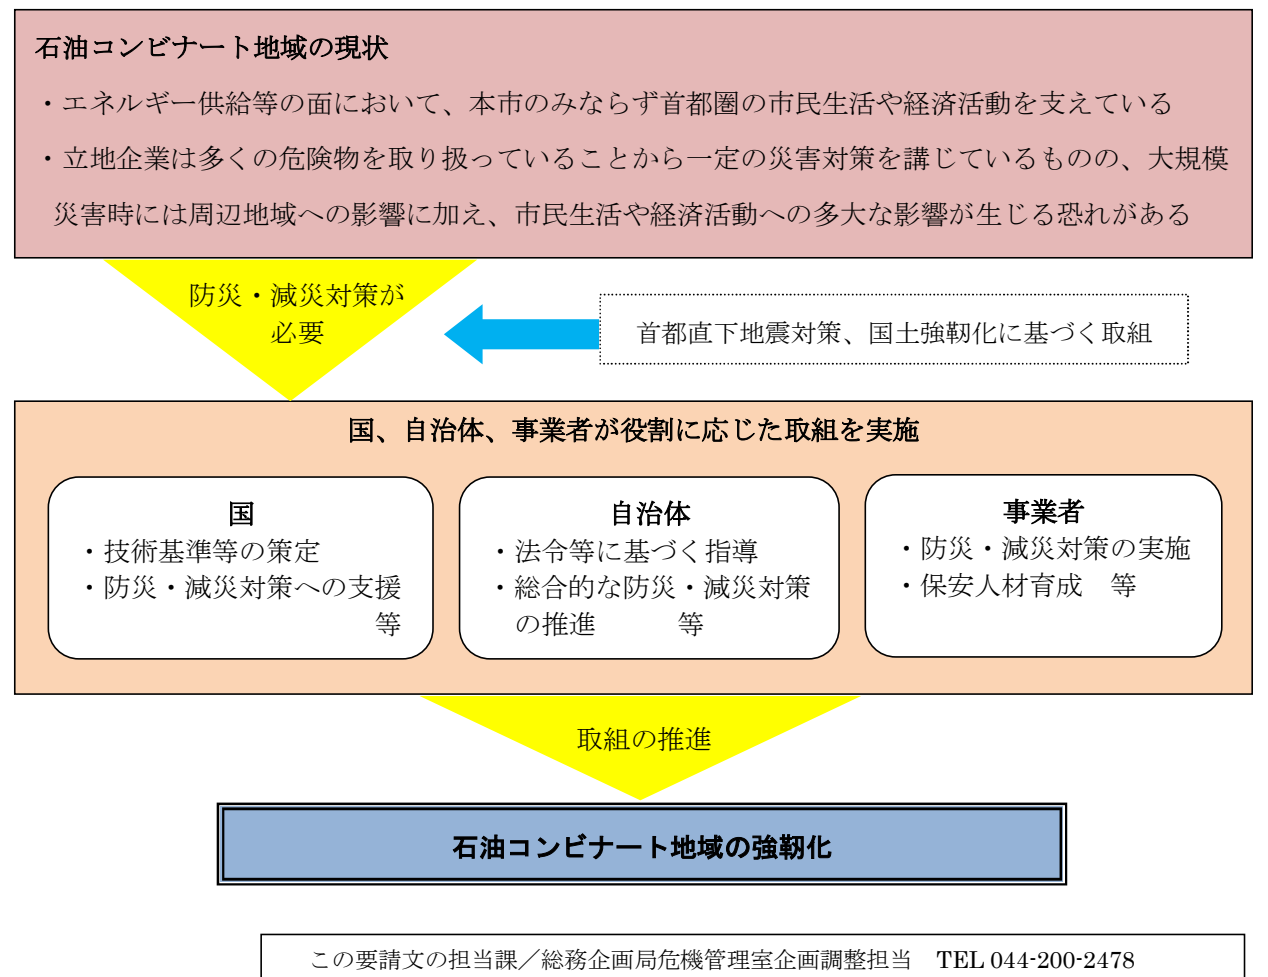 石油コンビナート地域の現状
・エネルギー供給等の面において、本市のみならず首都圏の市民生活や経済活動を支えている
・立地企業は多くの危険物を取り扱っていることから一定の災害対策を講じているものの、大規模
災害時には周辺地域への影響に加え、市民生活や経済活動への多大な影響が生じる恐れがある
防災・減災対策が
必要
首都直下地震対策、国土強靱化に基づく取組
国、自治体、事業者が役割に応じた取組を実施
国
・技術基準等の策定
・防災・減災対策への支援
等
自治体
・法令等に基づく指導
・総合的な防災・減災対策
の推進　　　等
事業者
・防災・減災対策の実施
・保安人材育成　等
取組の推進
石油コンビナート地域の強靱化
この要請文の担当課／総務企画局危機管理室企画調整担当　TEL 044-200-2478